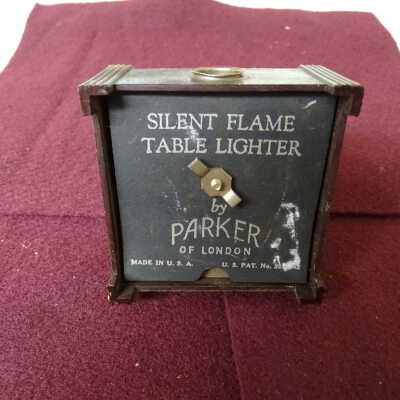 SILENT FLAME
TABLE LIGHTER
by
PARKER
OF LONDON
MADE IN U. S. A. U. S. PAT. No.